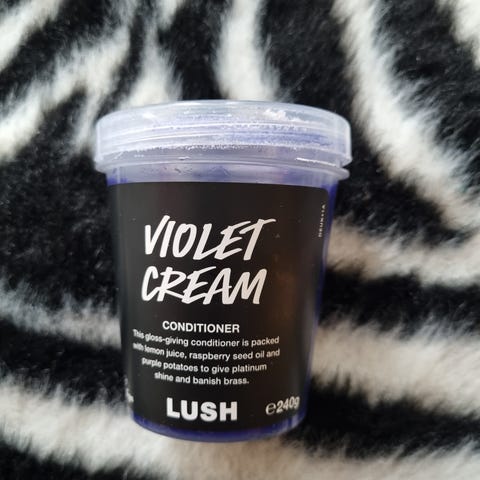 VIOLET
CREAM
CONDITIONER
This gloss-giving conditioner is packed
with lemon juice, raspberry seed oil and
purple potatoes to give platinum
shine and banish brass.
LUSH
℮240g